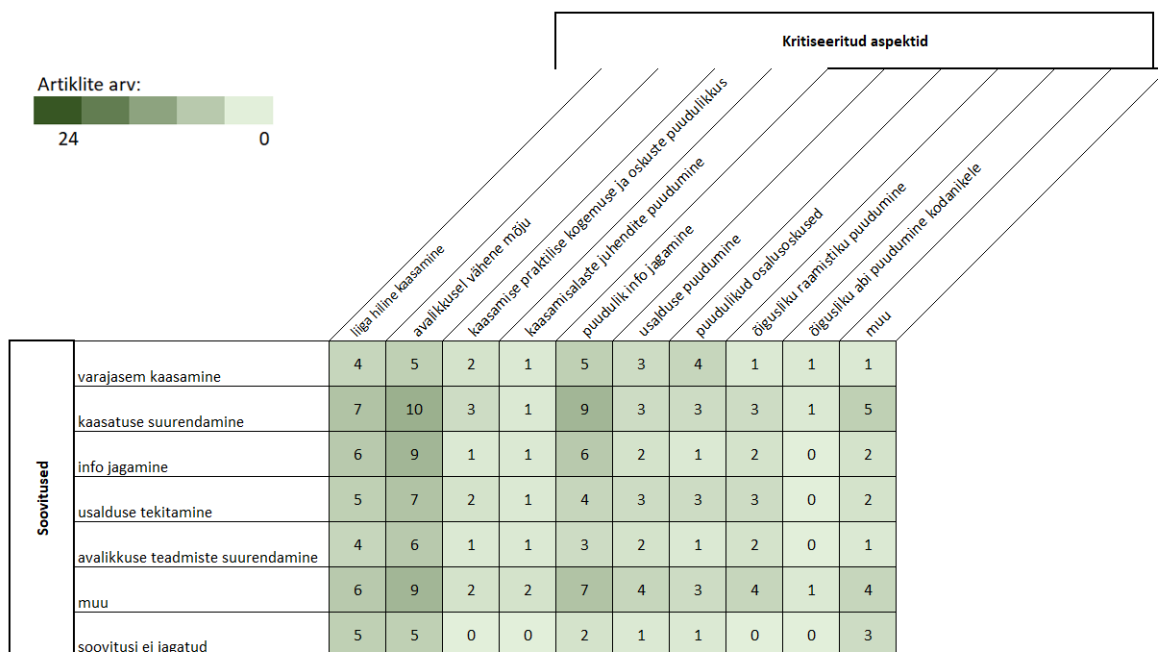 Kritiseeritud aspektid
Artiklite arv:
24 0
liiga hiline kaasamine
avalikkusel vähene mõju
kaasamise praktilise kogemuse ja oskuste puudulikkus
kaasamisalaste juhendite puudumine
puudulik info jagamine
usalduse puudumine
puudulikud osalusoskused
õigusliku raamistiku puudumine
õigusliku abi puudumine kodanikele
muu
Soovitused
varajasem kaasamine 4 5 2 1 5 3 4 1 1 1
kaasatuse suurendamine 7 10 3 1 9 3 3 3 1 5
info jagamine 6 9 1 1 6 2 1 2 0 2
usalduse tekitamine 5 7 2 1 4 3 3 3 0 2
avalikkuse teadmiste suurendamine 4 6 1 1 3 2 1 2 0 1
muu 6 9 2 2 7 4 3 4 1 4
soovitusi ei jagatud 5 5 0 0 2 1 1 0 0 3